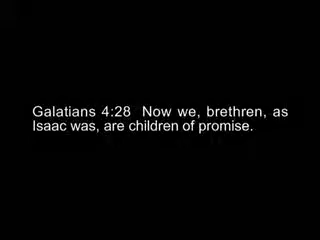 Galatians 4:28  Now we, brethren, as
Isaac was, are children of promise.